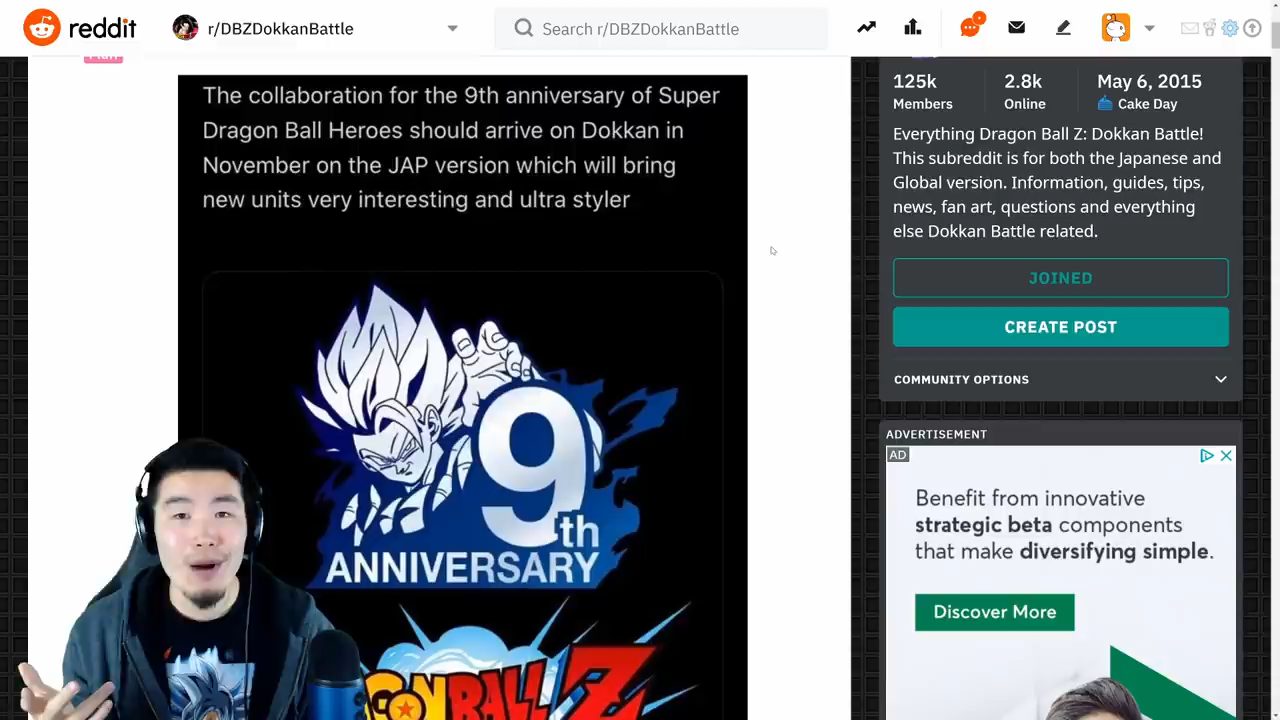 reddit
r/DBZDokkanBattle
Search r/DBZDokkanBattle
The collaboration for the 9th anniversary of Super
Dragon Ball Heroes should arrive on Dokkan in
November on the JAP version which will bring
new units very interesting and ultra styler
9th
ANNIVERSARY
125k
Members
2.8k
Online
May 6, 2015
Cake Day
Everything Dragon Ball Z: Dokkan Battle!
This subreddit is for both the Japanese and
Global version. Information, guides, tips,
news, fan art, questions and everything
else Dokkan Battle related.
JOINED
CREATE POST
COMMUNITY OPTIONS
ADVERTISEMENT
AD
Benefit from innovative
strategic beta components
that make diversifying simple.
Discover More